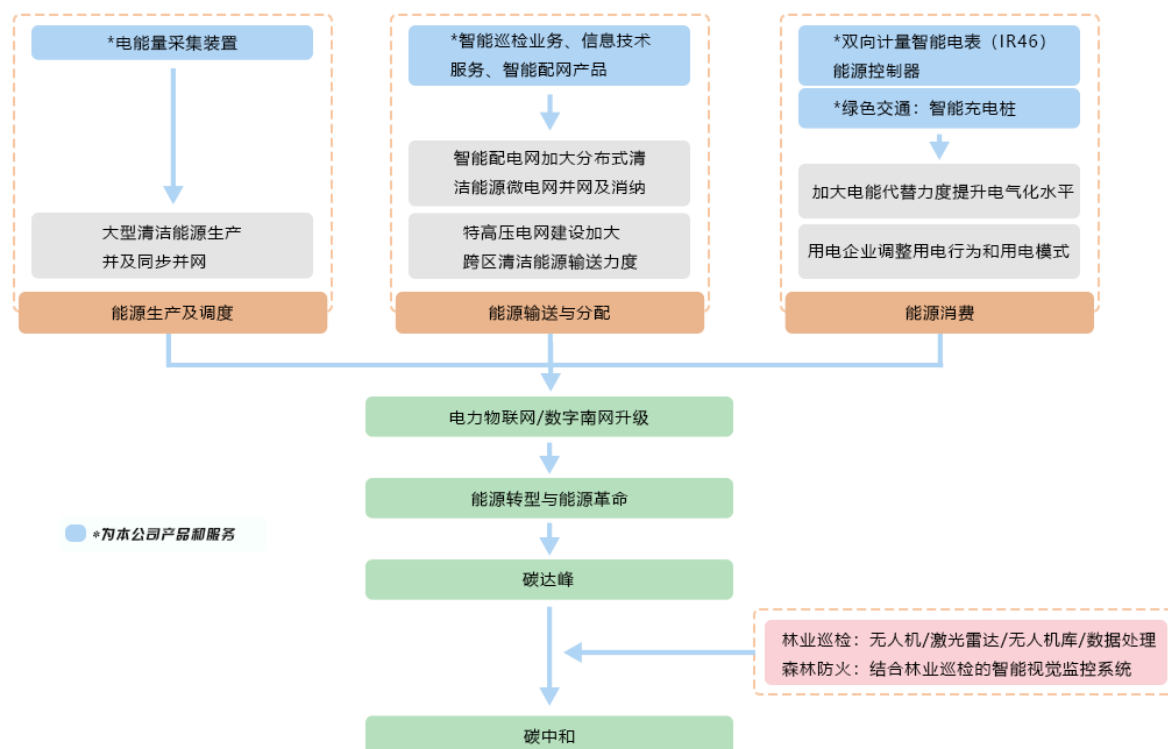 *电能量采集装置
大型清洁能源生产
并及同步并网
能源生产及调度
*智能巡检业务、信息技术
服务、智能配网产品
智能配电网加大分布式清
洁能源微电网并网及消纳
特高压电网建设加大
跨区清洁能源输送力度
能源输送与分配
*双向计量智能电表（IR46）
能源控制器
*绿色交通：智能充电桩
加大电能代替力度提升电气化水平
用电企业调整用电行为和用电模式
能源消费
电力物联网/数字南网升级
能源转型与能源革命
*为本公司产品和服务
碳达峰
林业巡检：无人机/激光雷达/无人机库/数据处理
森林防火：结合林业巡检的智能视觉监控系统
碳中和